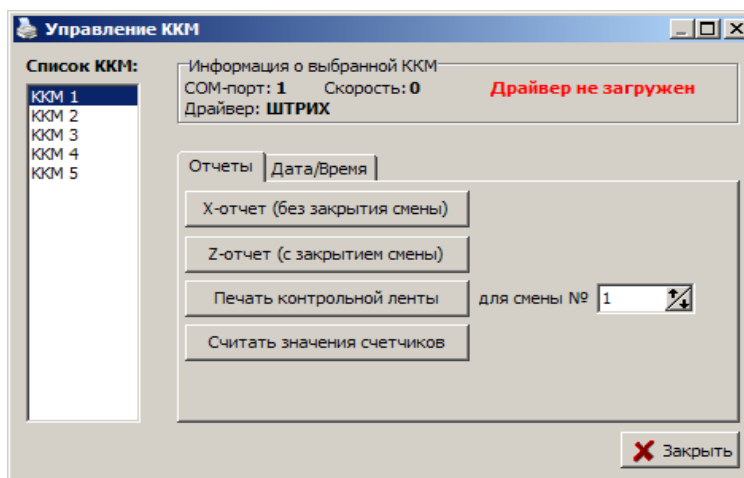 Управление ККМ
Список ККМ:
ККМ 1
ККМ 2
ККМ 3
ККМ 4
ККМ 5
Информация о выбранной ККМ
COM-порт: 1 Скорость: 0 Драйвер не загружен
Драйвер: ШТРИХ
Отчеты Дата/Время
X-отчет (без закрытия смены)
Z-отчет (с закрытием смены)
Печать контрольной ленты для смены № 1
Считать значения счетчиков
Закрыть